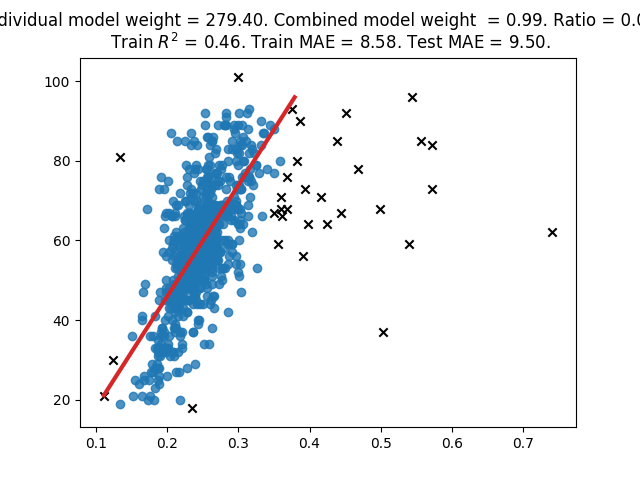 dividual model weight = 279.40. Combined model weight = 0.99. Ratio = 0.0
Train R² = 0.46. Train MAE = 8.58. Test MAE = 9.50.
100
80
60
40
20
0.1 0.2 0.3 0.4 0.5 0.6 0.7